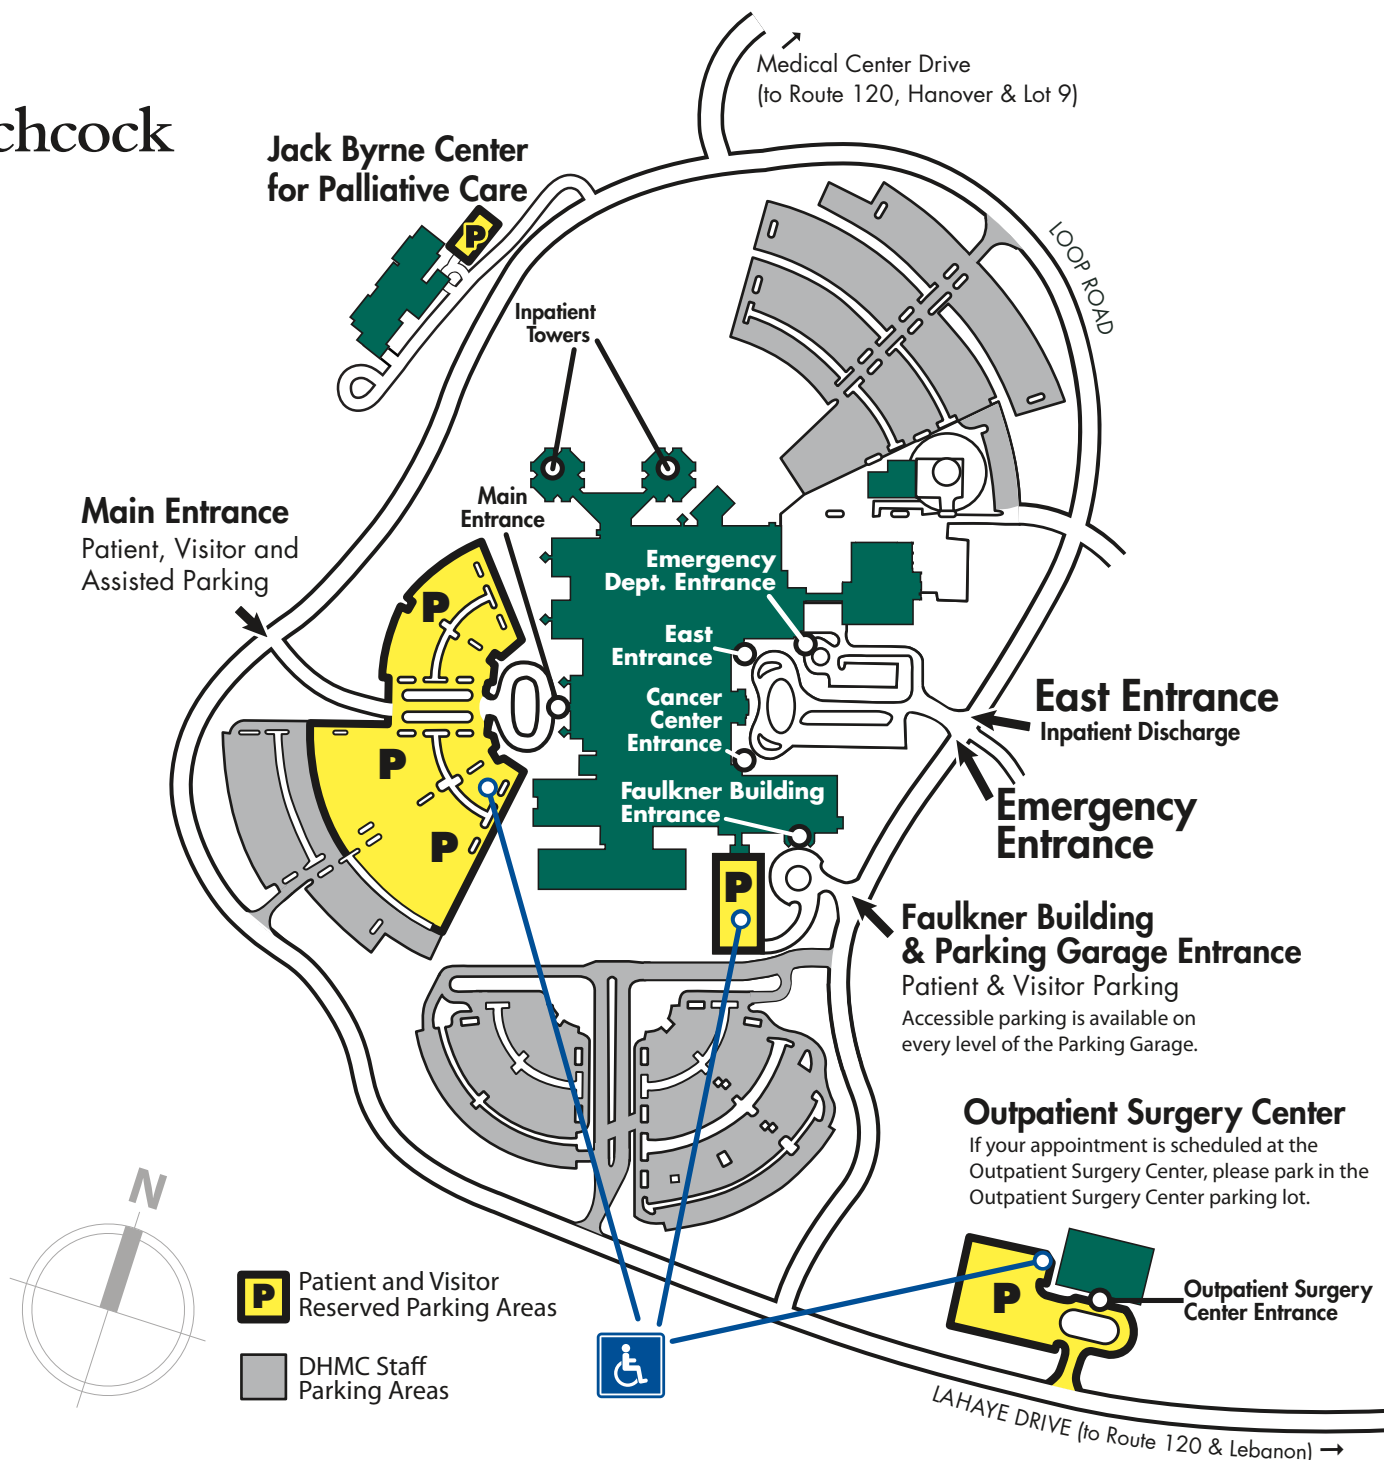 Medical Center Drive
(to Route 120, Hanover & Lot 9)
chcock
Jack Byrne Center
for Palliative Care
P
LOOP ROAD
Inpatient
Towers
Main
Entrance
Main Entrance
Patient, Visitor and
Assisted Parking
Emergency
Dept. Entrance
P
East
Entrance
Cancer
Center
Entrance
East Entrance
Inpatient Discharge
P
Faulkner Building
Entrance
Emergency
Entrance
P
P
Faulkner Building
& Parking Garage Entrance
Patient & Visitor Parking
Accessible parking is available on
every level of the Parking Garage.
Outpatient Surgery Center
If your appointment is scheduled at the
Outpatient Surgery Center, please park in the
Outpatient Surgery Center parking lot.
N
P
Patient and Visitor
Reserved Parking Areas
P
Outpatient Surgery
Center Entrance
DHMC Staff
Parking Areas
LAHAYE DRIVE (to Route 120 & Lebanon)